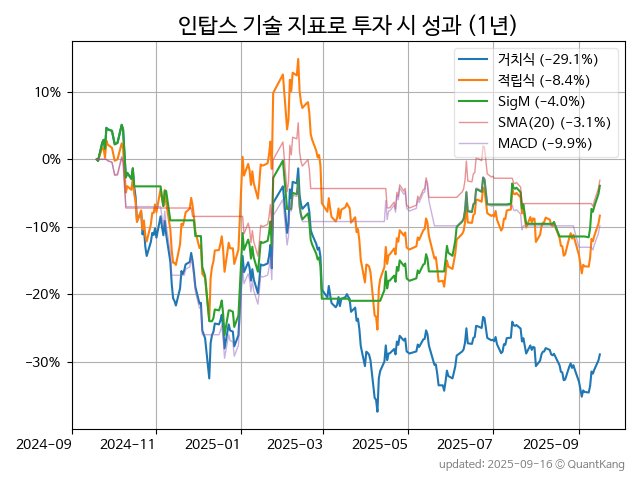 인탑스 기술 지표로 투자 시 성과 (1년)
거치식 (−29.1%)
적립식 (−8.4%)
SigM (−4.0%)
SMA(20) (−3.1%)
MACD (−9.9%)
10%
0%
−10%
−20%
−30%
2024-09 2024-11 2025-01 2025-03 2025-05 2025-07 2025-09
updated: 2025-09-16 © QuantKang